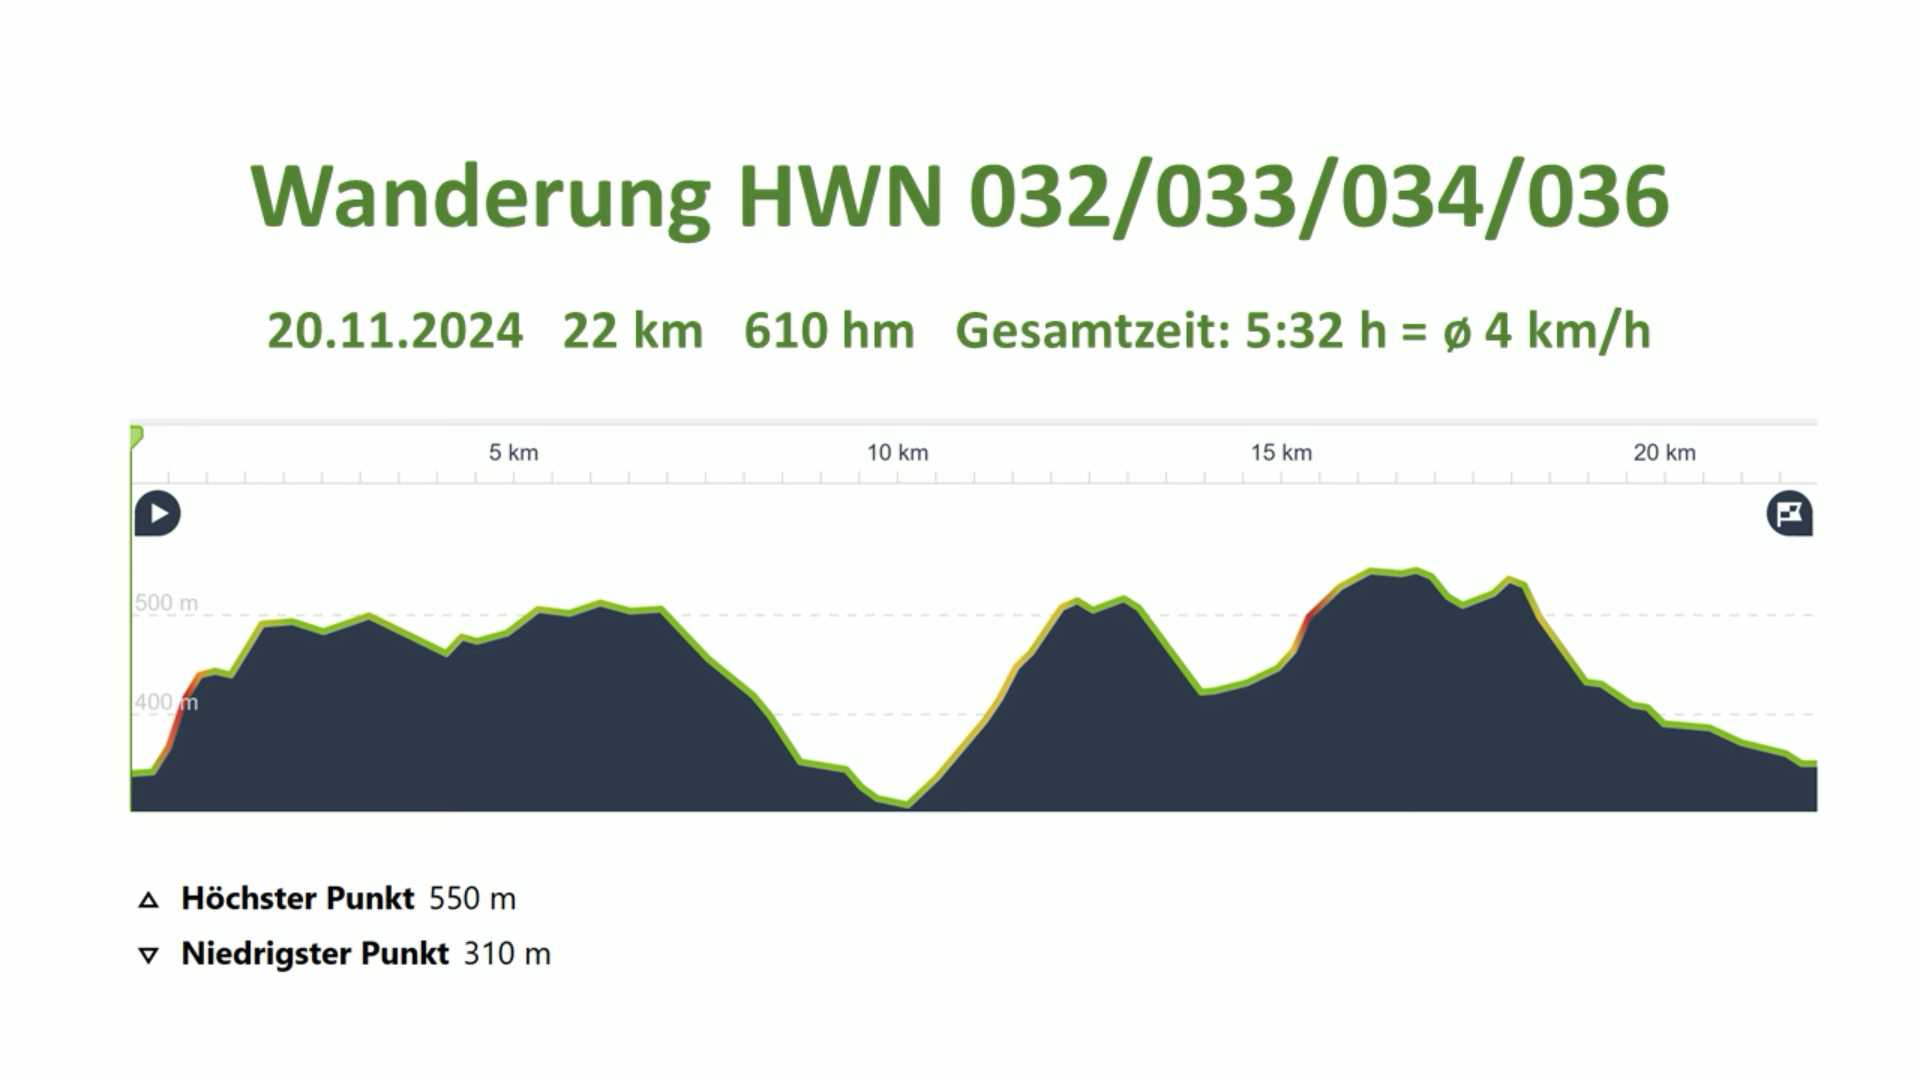 Wanderung HWN 032/033/034/036
20.11.2024 22 km 610 hm Gesamtzeit: 5:32 h = ø 4 km/h
5 km 10 km 15 km 20 km
500 m
400 m
Höchster Punkt 550 m
Niedrigster Punkt 310 m